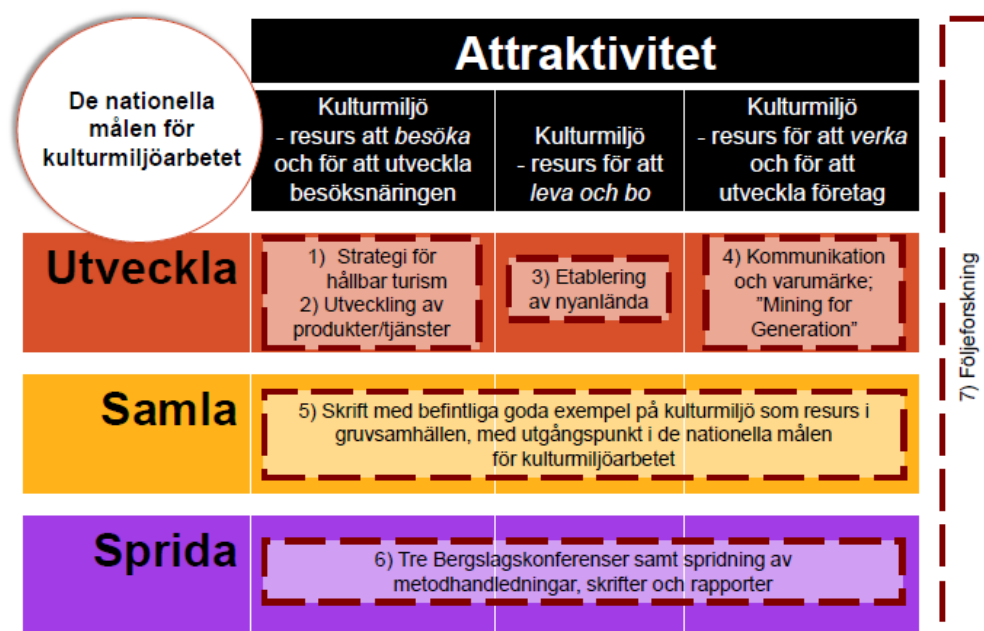 De nationella
målen för
kulturmiljöarbetet
Attraktivitet
Kulturmiljö
- resurs att besöka
och för att utveckla
besöksnäringen
Kulturmiljö
- resurs för att
leva och bo
Kulturmiljö
- resurs för att verka
och för att
utveckla företag
Utveckla
1) Strategi för
hållbar turism
2) Utveckling av
produkter/tjänster
3) Etablering
av nyanlända
4) Kommunikation
och varumärke;
"Mining for
Generation"
Samla
5) Skrift med befintliga goda exempel på kulturmiljö som resurs i
gruvsamhällen, med utgångspunkt i de nationella målen
för kulturmiljöarbetet
Sprida
6) Tre Bergslagskonferenser samt spridning av
metodhandledningar, skrifter och rapporter
7) Följeforskning